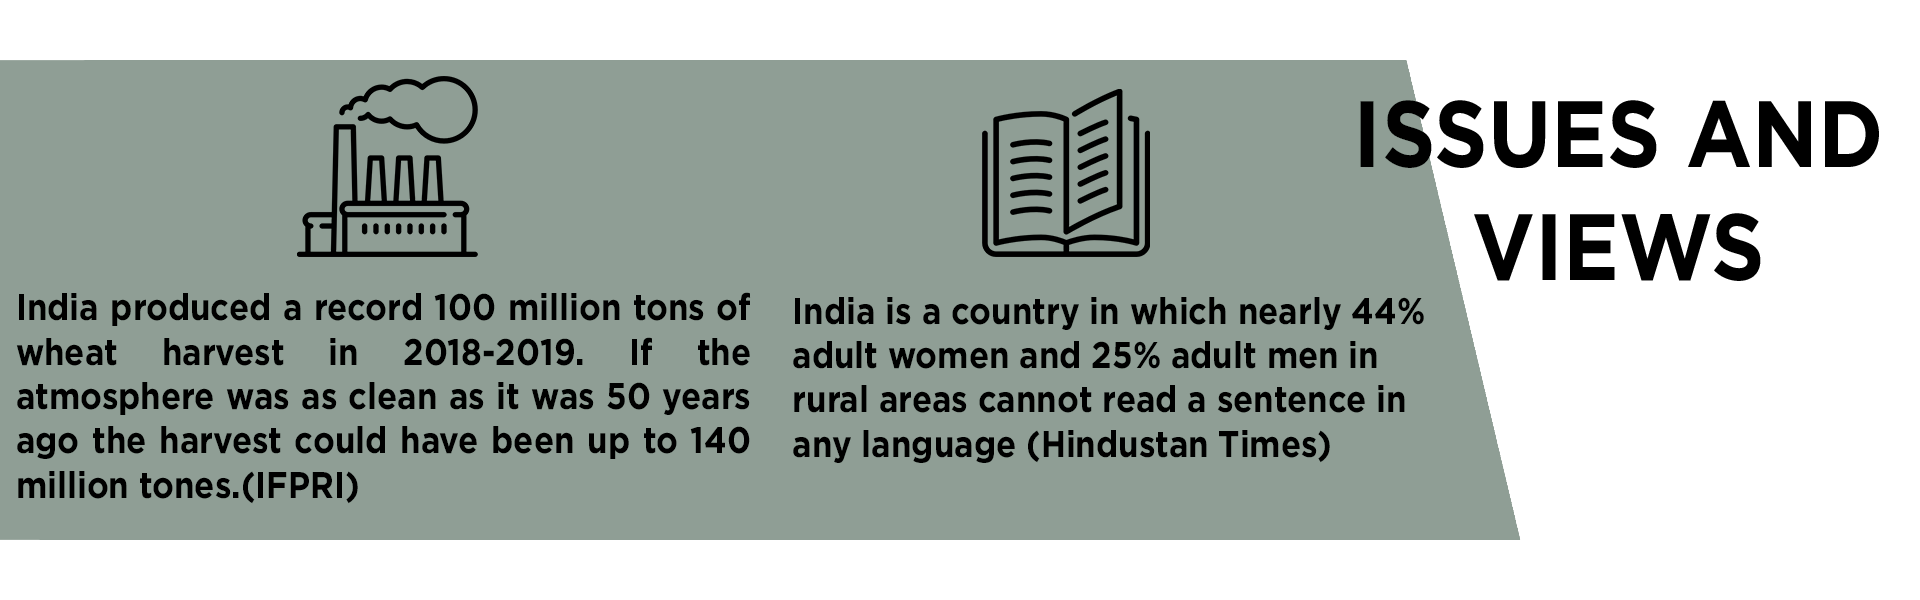 ISSUES AND
VIEWS
India produced a record 100 million tons of
wheat harvest in 2018-2019. If the
atmosphere was as clean as it was 50 years
ago the harvest could have been up to 140
million tones.(IFPRI)
India is a country in which nearly 44%
adult women and 25% adult men in
rural areas cannot read a sentence in
any language (Hindustan Times)